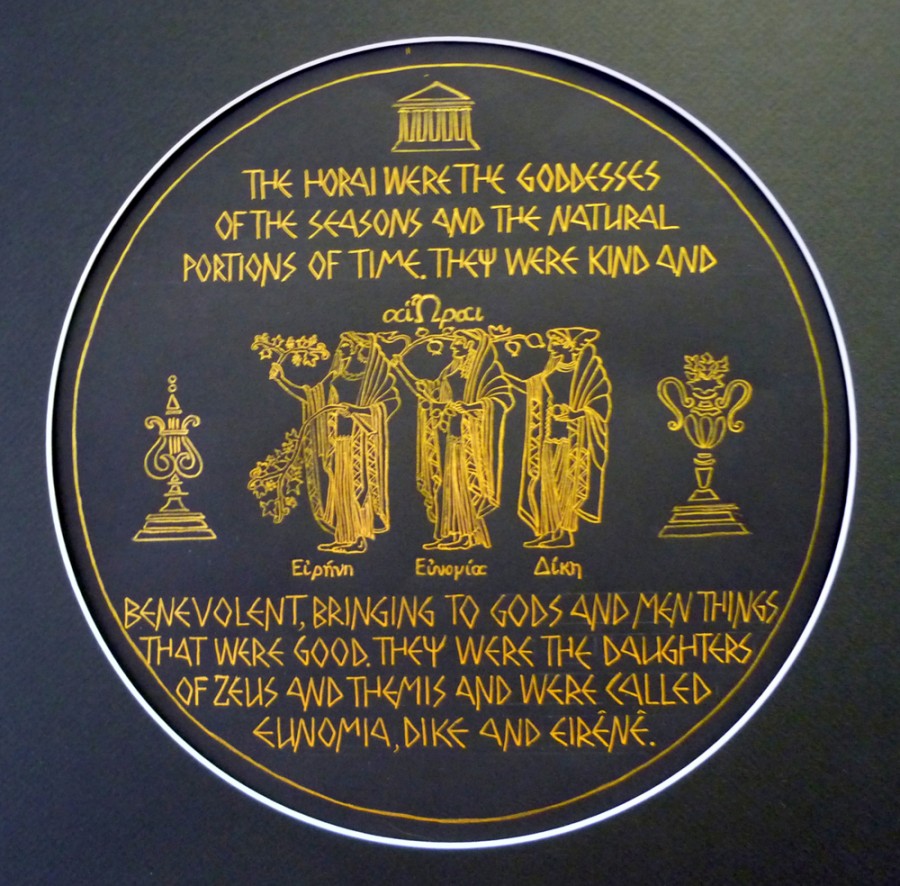 THE HORAI WERE THE GODDESSES
OF THE SEASONS AND THE NATURAL
PORTIONS OF TIME. THEY WERE KIND AND
αἱ Ὧραι
Εἰρήνη Εὐνομία Δίκη
BENEVOLENT, BRINGING TO GODS AND MEN THINGS
THAT WERE GOOD. THEY WERE THE DAUGHTERS
OF ZEUS AND THEMIS AND WERE CALLED
EUNOMIA, DIKE AND EIRÊNÊ.